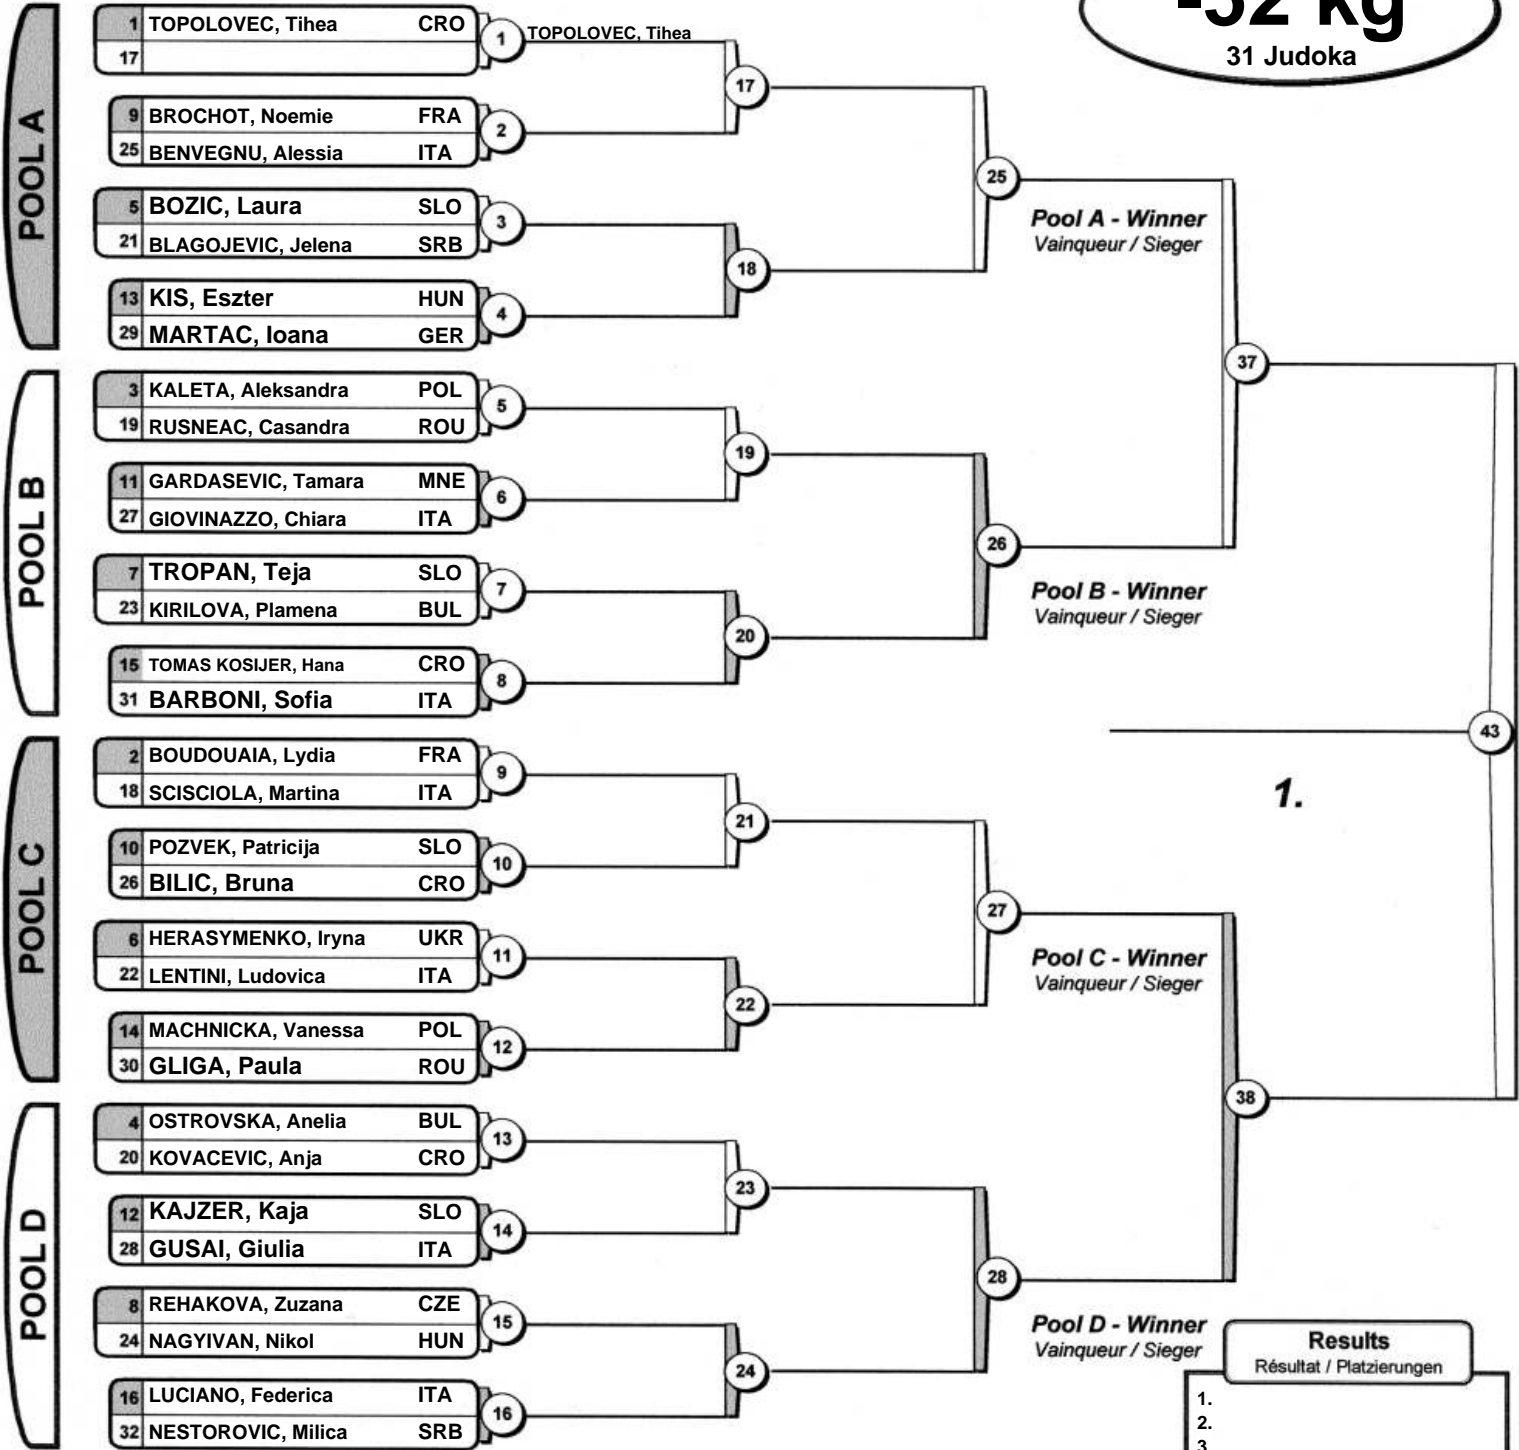 -52 kg
31 Judoka
POOL A
1 TOPOLOVEC, Tihea CRO
17
1 TOPOLOVEC, Tihea
9 BROCHOT, Noemie FRA
25 BENVEGNU, Alessia ITA
2
17
5 BOZIC, Laura SLO
21 BLAGOJEVIC, Jelena SRB
3
13 KIS, Eszter HUN
29 MARTAC, Ioana GER
4
18
25
Pool A - Winner
Vainqueur / Sieger
POOL B
3 KALETA, Aleksandra POL
19 RUSNEAC, Casandra ROU
5
11 GARDASEVIC, Tamara MNE
27 GIOVINAZZO, Chiara ITA
6
19
7 TROPAN, Teja SLO
23 KIRILOVA, Plamena BUL
7
15 TOMAS KOSIJER, Hana CRO
31 BARBONI, Sofia ITA
8
20
26
Pool B - Winner
Vainqueur / Sieger
37
POOL C
2 BOUDOUAIA, Lydia FRA
18 SCISCIOLA, Martina ITA
9
10 POZVEK, Patricija SLO
26 BILIC, Bruna CRO
10
21
6 HERASYMENKO, Iryna UKR
22 LENTINI, Ludovica ITA
11
14 MACHNICKA, Vanessa POL
30 GLIGA, Paula ROU
12
22
27
Pool C - Winner
Vainqueur / Sieger
POOL D
4 OSTROVSKA, Anelia BUL
20 KOVACEVIC, Anja CRO
13
12 KAJZER, Kaja SLO
28 GUSAI, Giulia ITA
14
23
8 REHAKOVA, Zuzana CZE
24 NAGYIVAN, Nikol HUN
15
16 LUCIANO, Federica ITA
32 NESTOROVIC, Milica SRB
16
24
28
Pool D - Winner
Vainqueur / Sieger
38
43
1.
Results
Résultat / Platzierungen
1.
2.
3.